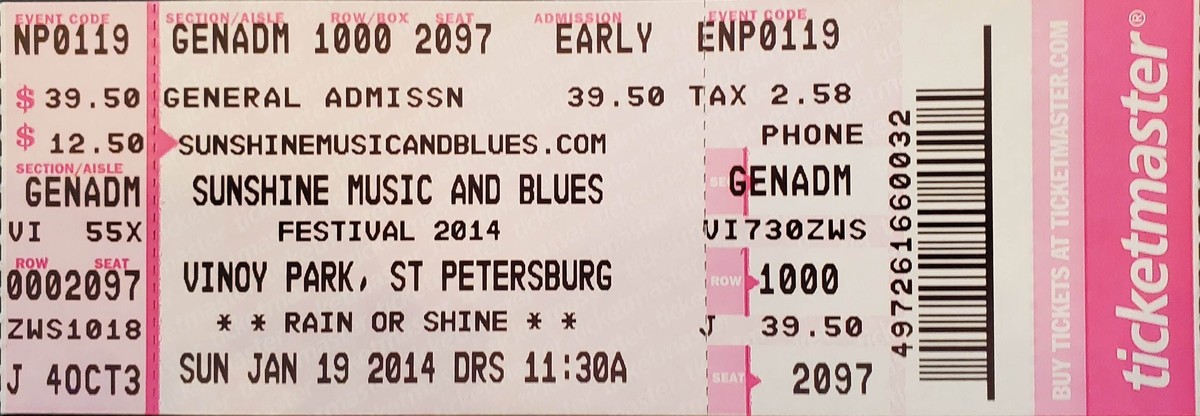 EVENT CODE
NP0119
$ 39.50
$ 12.50
SECTION/AISLE
GENADM
VI 55X
ROW SEAT
0002097
ZWS1018
J 4OCT3
SECTION/AISLE ROW/BOX SEAT ADMISSION
GENADM 1000 2097 EARLY
GENERAL ADMISSN 39.50
SUNSHINEMUSICANDBLUES.COM
SUNSHINE MUSIC AND BLUES
FESTIVAL 2014
VINOY PARK, ST PETERSBURG
* * RAIN OR SHINE * *
SUN JAN 19 2014 DRS 11:30A
EVENT CODE
ENP0119
TAX 2.58
PHONE
GENADM
VI730ZWS
ROW 1000
J 39.50
SEAT 2097
497261660032
BUY TICKETS AT TICKETMASTER.COM
ticketmaster®